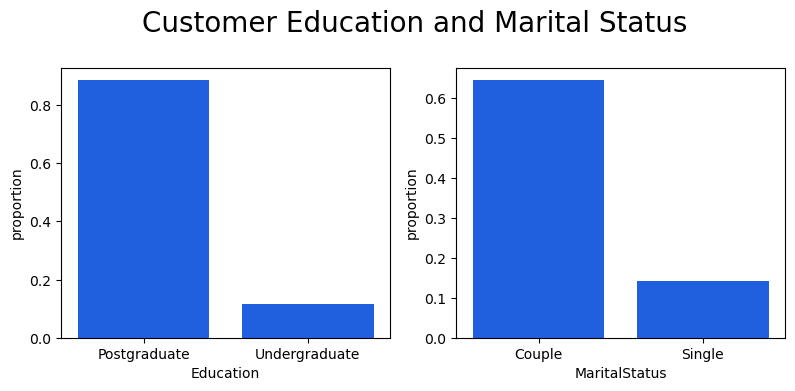 Customer Education and Marital Status
proportion
0.8
0.6
0.4
0.2
0.0
Postgraduate
Undergraduate
Education
proportion
0.6
0.5
0.4
0.3
0.2
0.1
0.0
Couple
Single
MaritalStatus